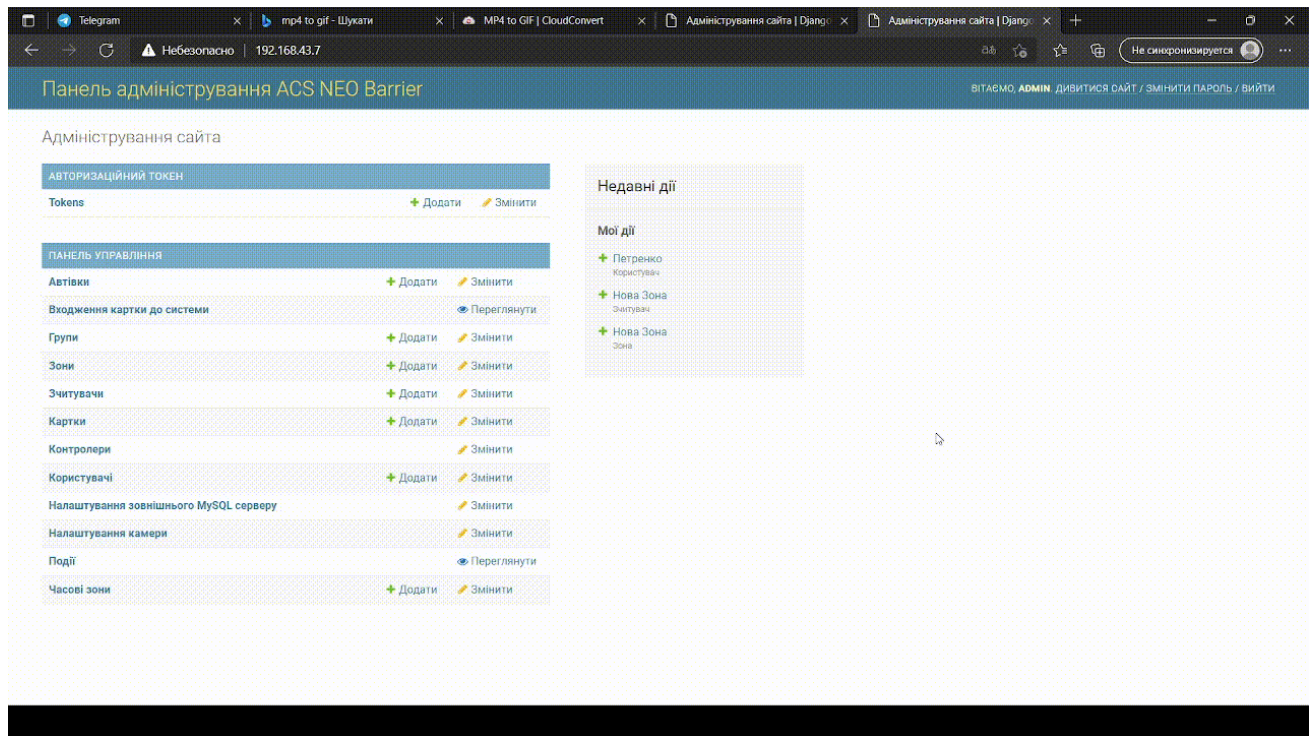 Telegram
mp4 to gif - Шукати
MP4 to GIF | CloudConvert
Адміністрування сайта | Django
Адміністрування сайта | Django
Небезопасно | 192.168.43.7
Не синхронизируется
Панель адміністрування ACS NEO Barrier
ВІТАЄМО, ADMIN. ДИВИТИСЯ САЙТ / ЗМІНИТИ ПАРОЛЬ / ВИЙТИ
Адміністрування сайта
АВТОРИЗАЦІЙНИЙ ТОКЕН
Tokens Додати Змінити
ПАНЕЛЬ УПРАВЛІННЯ
Автівки Додати Змінити
Входження картки до системи Переглянути
Групи Додати Змінити
Зони Додати Змінити
Зчитувачи Додати Змінити
Картки Додати Змінити
Контролери Змінити
Користувачі Додати Змінити
Налаштування зовнішнього MySQL серверу Змінити
Налаштування камери Змінити
Події Переглянути
Часові зони Додати Змінити
Недавні дії
Мої дії
Петренко
Користувач
Нова Зона
Зчитувач
Нова Зона
Зона